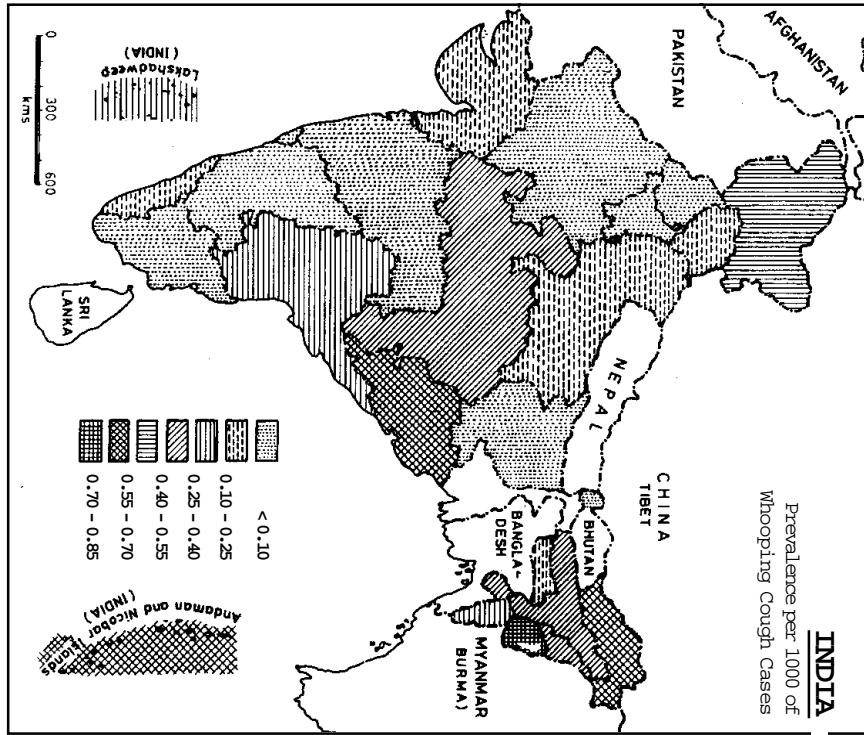 INDIA
Prevalence per 1000 of
Whooping Cough Cases
AFGHANISTAN
PAKISTAN
CHINA
TIBET
NEPAL
BHUTAN
BANGLA-
DESH
MYANMAR
BURMA)
SRI
LANKA
< 0.10
0.10 - 0.25
0.25 - 0.40
0.40 - 0.55
0.55 - 0.70
0.70 - 0.85
Andaman and Nicobar
Islands
(INDIA)
Lakshadweep
(INDIA)
0 300 600
kms